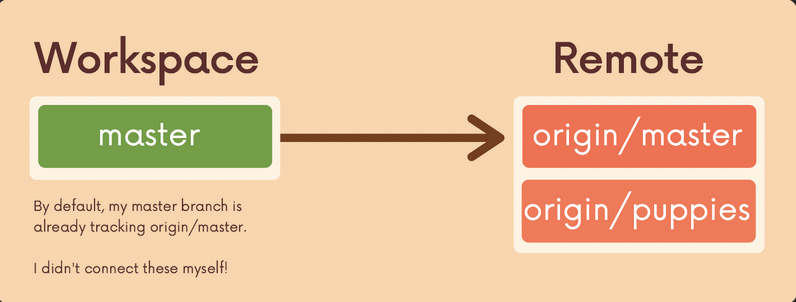 Workspace
Remote
master
origin/master
origin/puppies
By default, my master branch is
already tracking origin/master.
I didn't connect these myself!